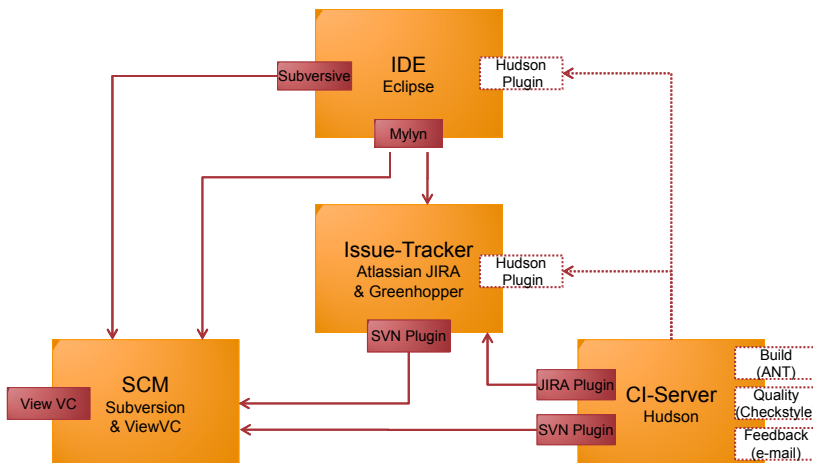 IDE
Eclipse
Subversive
Hudson
Plugin
Mylyn
Issue-Tracker
Atlassian JIRA
& Greenhopper
Hudson
Plugin
SVN Plugin
SCM
Subversion
& ViewVC
View VC
JIRA Plugin
SVN Plugin
CI-Server
Hudson
Build
(ANT)
Quality
(Checkstyle
Feedback
(e-mail)